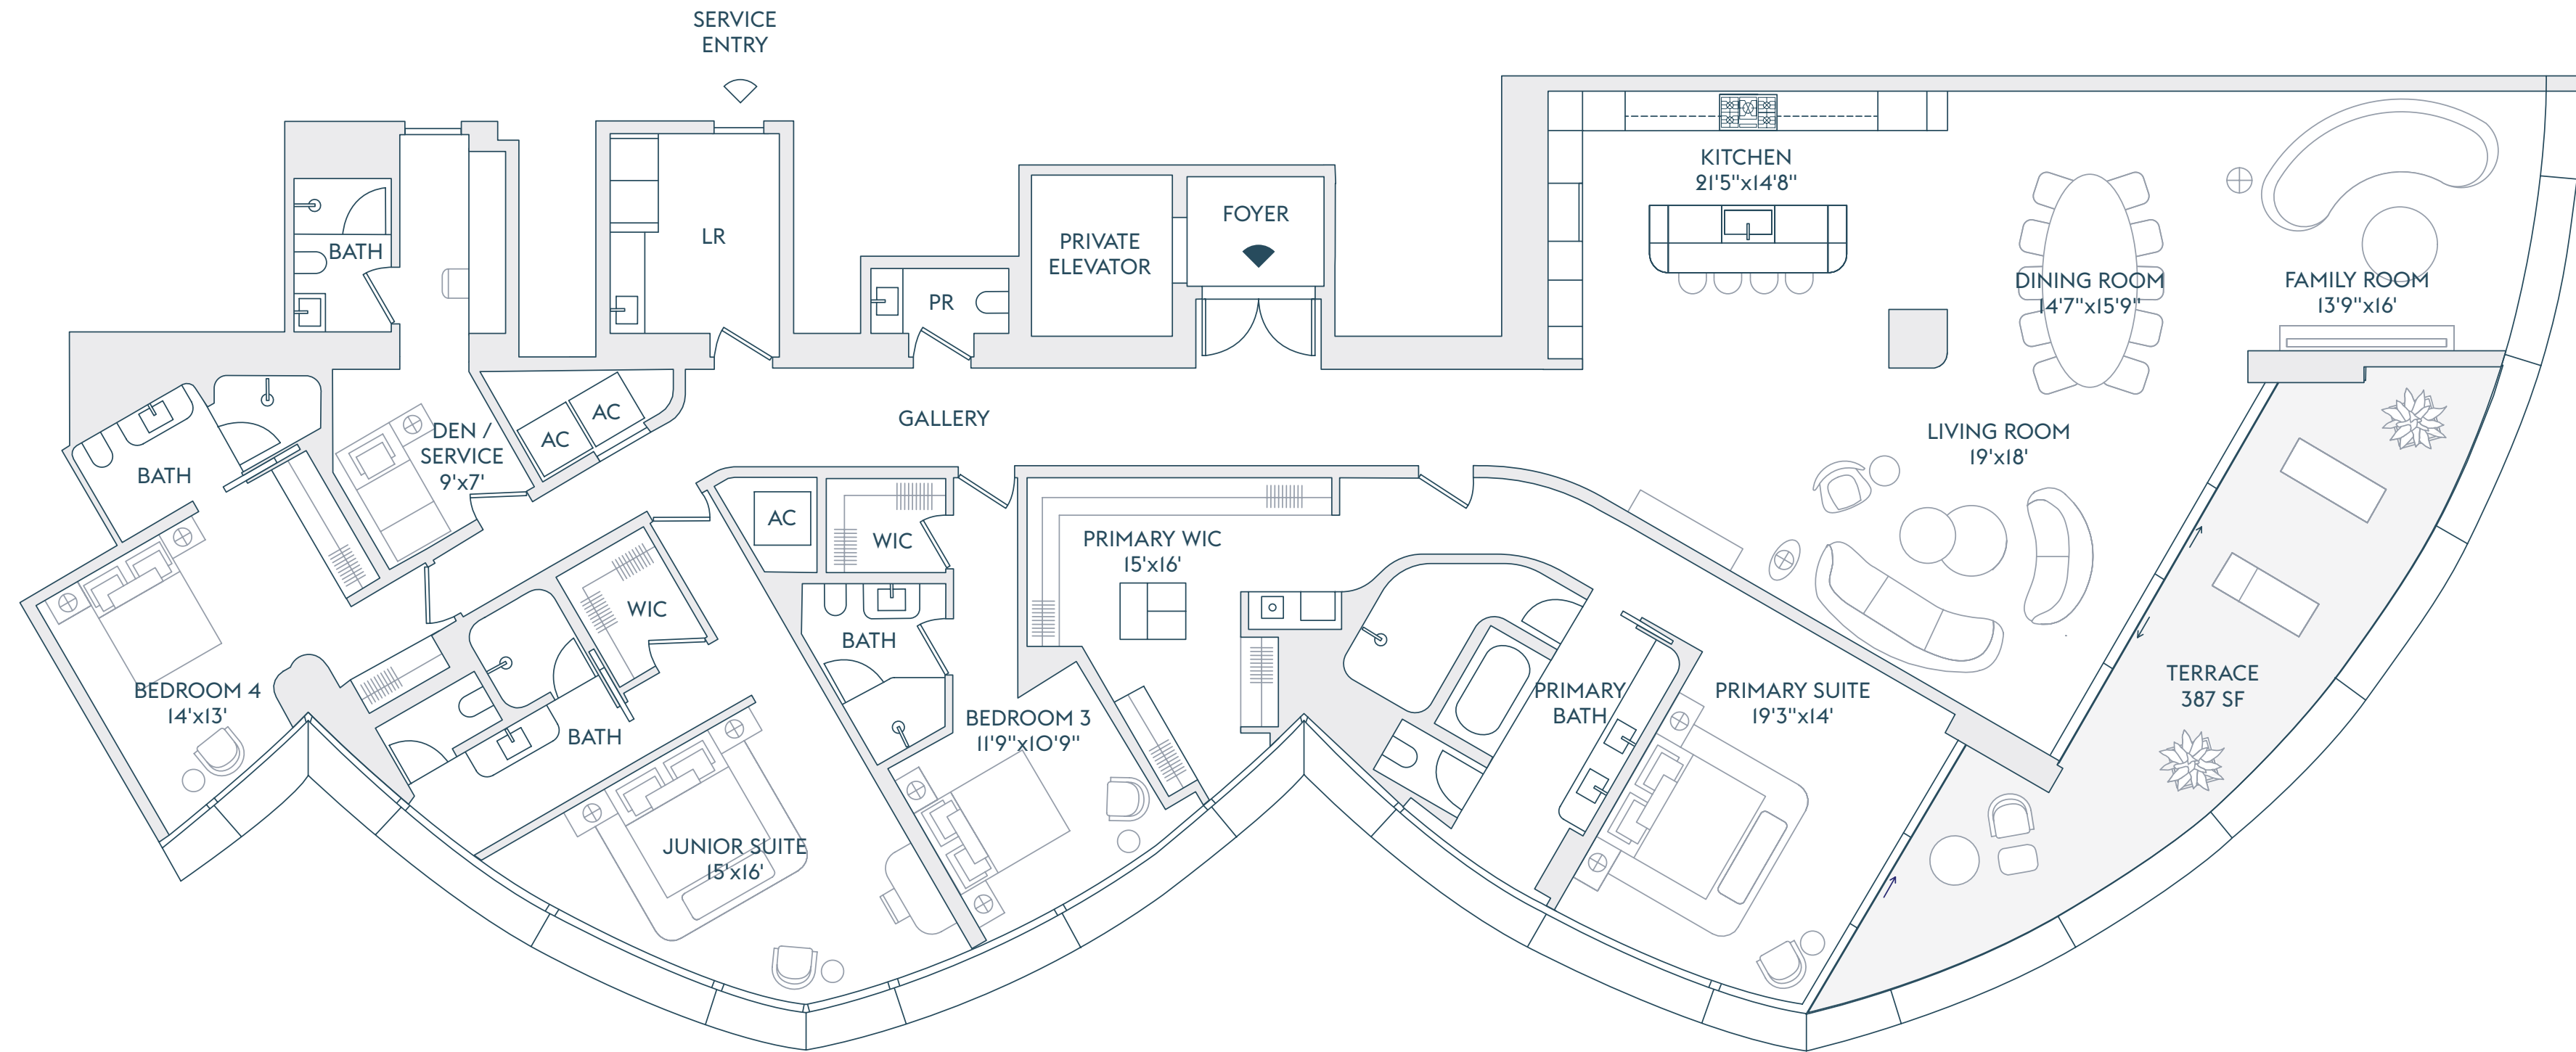 SERVICE
ENTRY
KITCHEN
21'5"x14'8"
BATH
LR
FOYER
PRIVATE
ELEVATOR
PR
DINING ROOM
14'7"x15'9"
FAMILY ROOM
13'9"x16'
AC
AC
GALLERY
DEN /
SERVICE
9'x7'
LIVING ROOM
19'x18'
BATH
AC
WIC
PRIMARY WIC
15'x16'
WIC
BATH
BEDROOM 4
14'x13'
BATH
BEDROOM 3
11'9"x10'9"
PRIMARY
BATH
PRIMARY SUITE
19'3"x14'
TERRACE
387 SF
JUNIOR SUITE
15'x16'